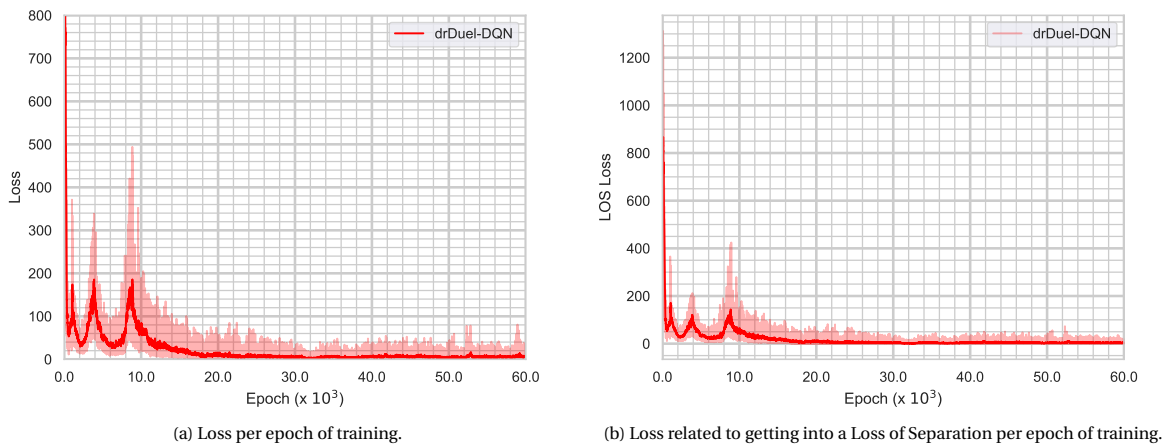 800
700
600
500
400
300
200
100
0
Loss
drDuel-DQN
0.0 10.0 20.0 30.0 40.0 50.0 60.0
Epoch (x 10³)
(a) Loss per epoch of training.
1200
1000
800
600
400
200
0
LOS Loss
drDuel-DQN
0.0 10.0 20.0 30.0 40.0 50.0 60.0
Epoch (x 10³)
(b) Loss related to getting into a Loss of Separation per epoch of training.